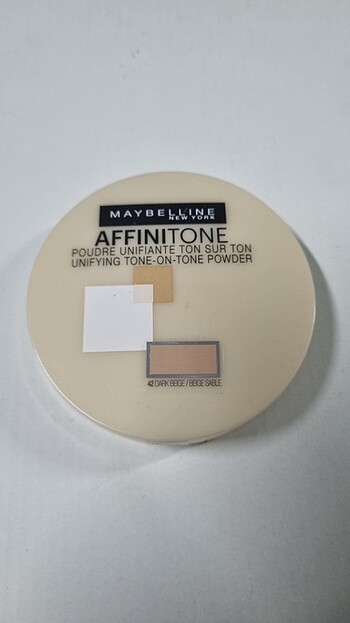 MAYBELLINE
NEW YORK
AFFINITONE
POUDRE UNIFIANTE TON SUR TON
UNIFYING TONE-ON-TONE POWDER
42 DARK BEIGE / BEIGE SABLE